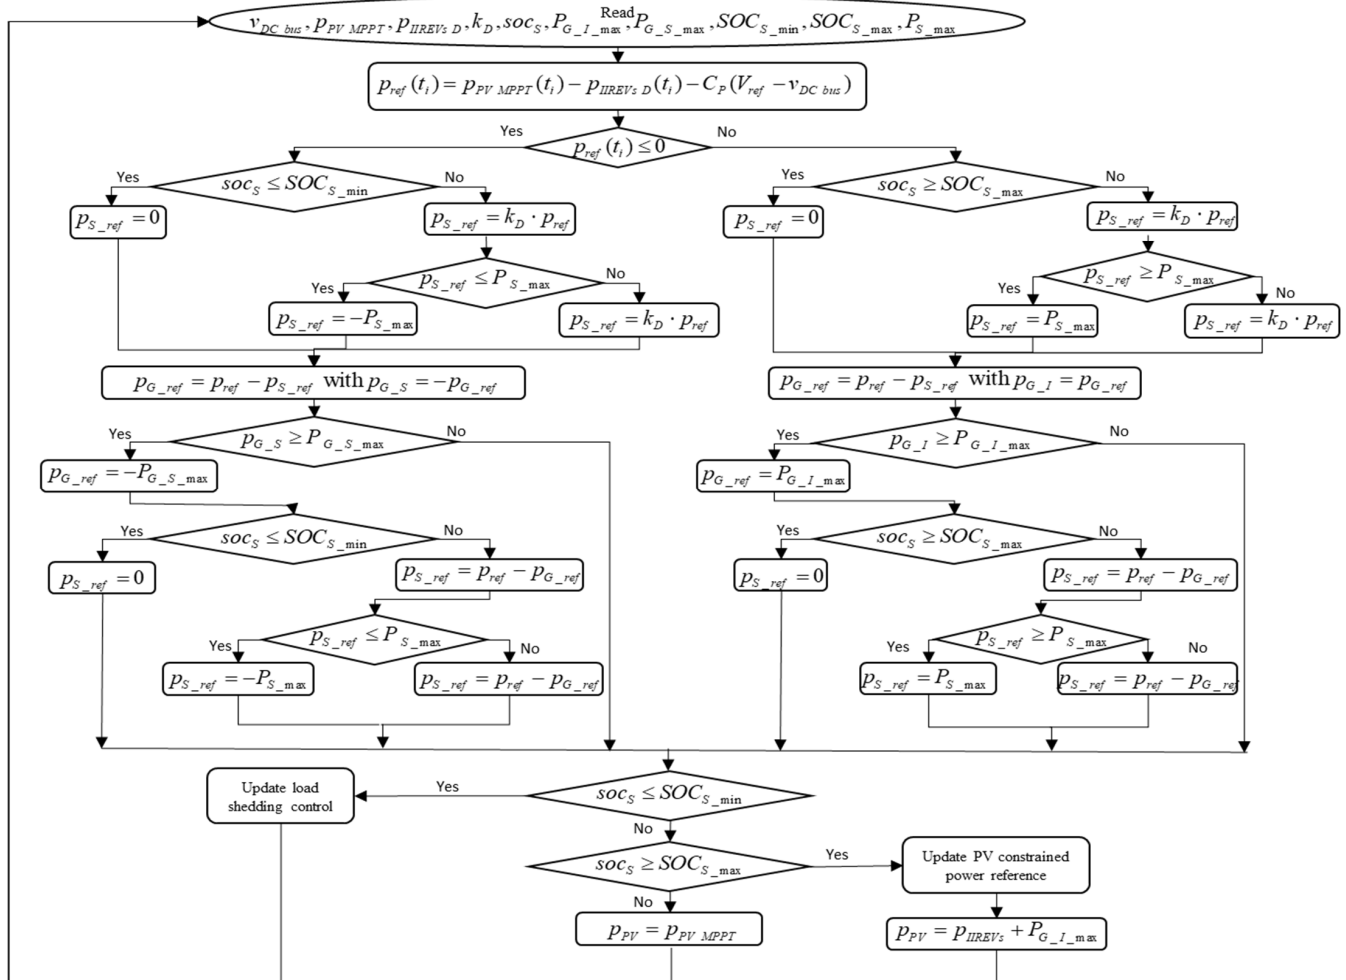 Read
v_DC bus, p_PV MPPT, p_IIREVs D, k_D, soc_S, P_G_I_max, P_G_S_max, SOC_S_min, SOC_S_max, P_S_max
p_ref(t_i) = p_PV MPPT(t_i) − p_IIREVs D(t_i) − C_P(V_ref − v_DC bus)
Yes
No
p_ref(t_i) ≤ 0
Yes
soc_S ≤ SOC_S_min
No
Yes
soc_S ≥ SOC_S_max
No
p_S_ref = 0
p_S_ref = k_D · p_ref
p_S_ref = 0
p_S_ref = k_D · p_ref
Yes
p_S_ref ≤ P_S_max
No
Yes
p_S_ref ≥ P_S_max
No
p_S_ref = −P_S_max
p_S_ref = k_D · p_ref
p_S_ref = P_S_max
p_S_ref = k_D · p_ref
p_G_ref = p_ref − p_S_ref with p_G_S = −p_G_ref
p_G_ref = p_ref − p_S_ref with p_G_I = p_G_ref
Yes
p_G_S ≥ P_G_S_max
No
Yes
p_G_I ≥ P_G_I_max
No
p_G_ref = −P_G_S_max
p_G_ref = P_G_I_max
Yes
soc_S ≤ SOC_S_min
No
Yes
soc_S ≥ SOC_S_max
No
p_S_ref = 0
p_S_ref = p_ref − p_G_ref
p_S_ref = 0
p_S_ref = p_ref − p_G_ref
Yes
p_S_ref ≤ P_S_max
No
Yes
p_S_ref ≥ P_S_max
No
p_S_ref = −P_S_max
p_S_ref = p_ref − p_G_ref
p_S_ref = P_S_max
p_S_ref = p_ref − p_G_ref
Update load
shedding control
Yes
soc_S ≤ SOC_S_min
No
soc_S ≥ SOC_S_max
Yes
Update PV constrained
power reference
No
p_PV = p_PV MPPT
p_PV = p_IIREVs + P_G_I_max